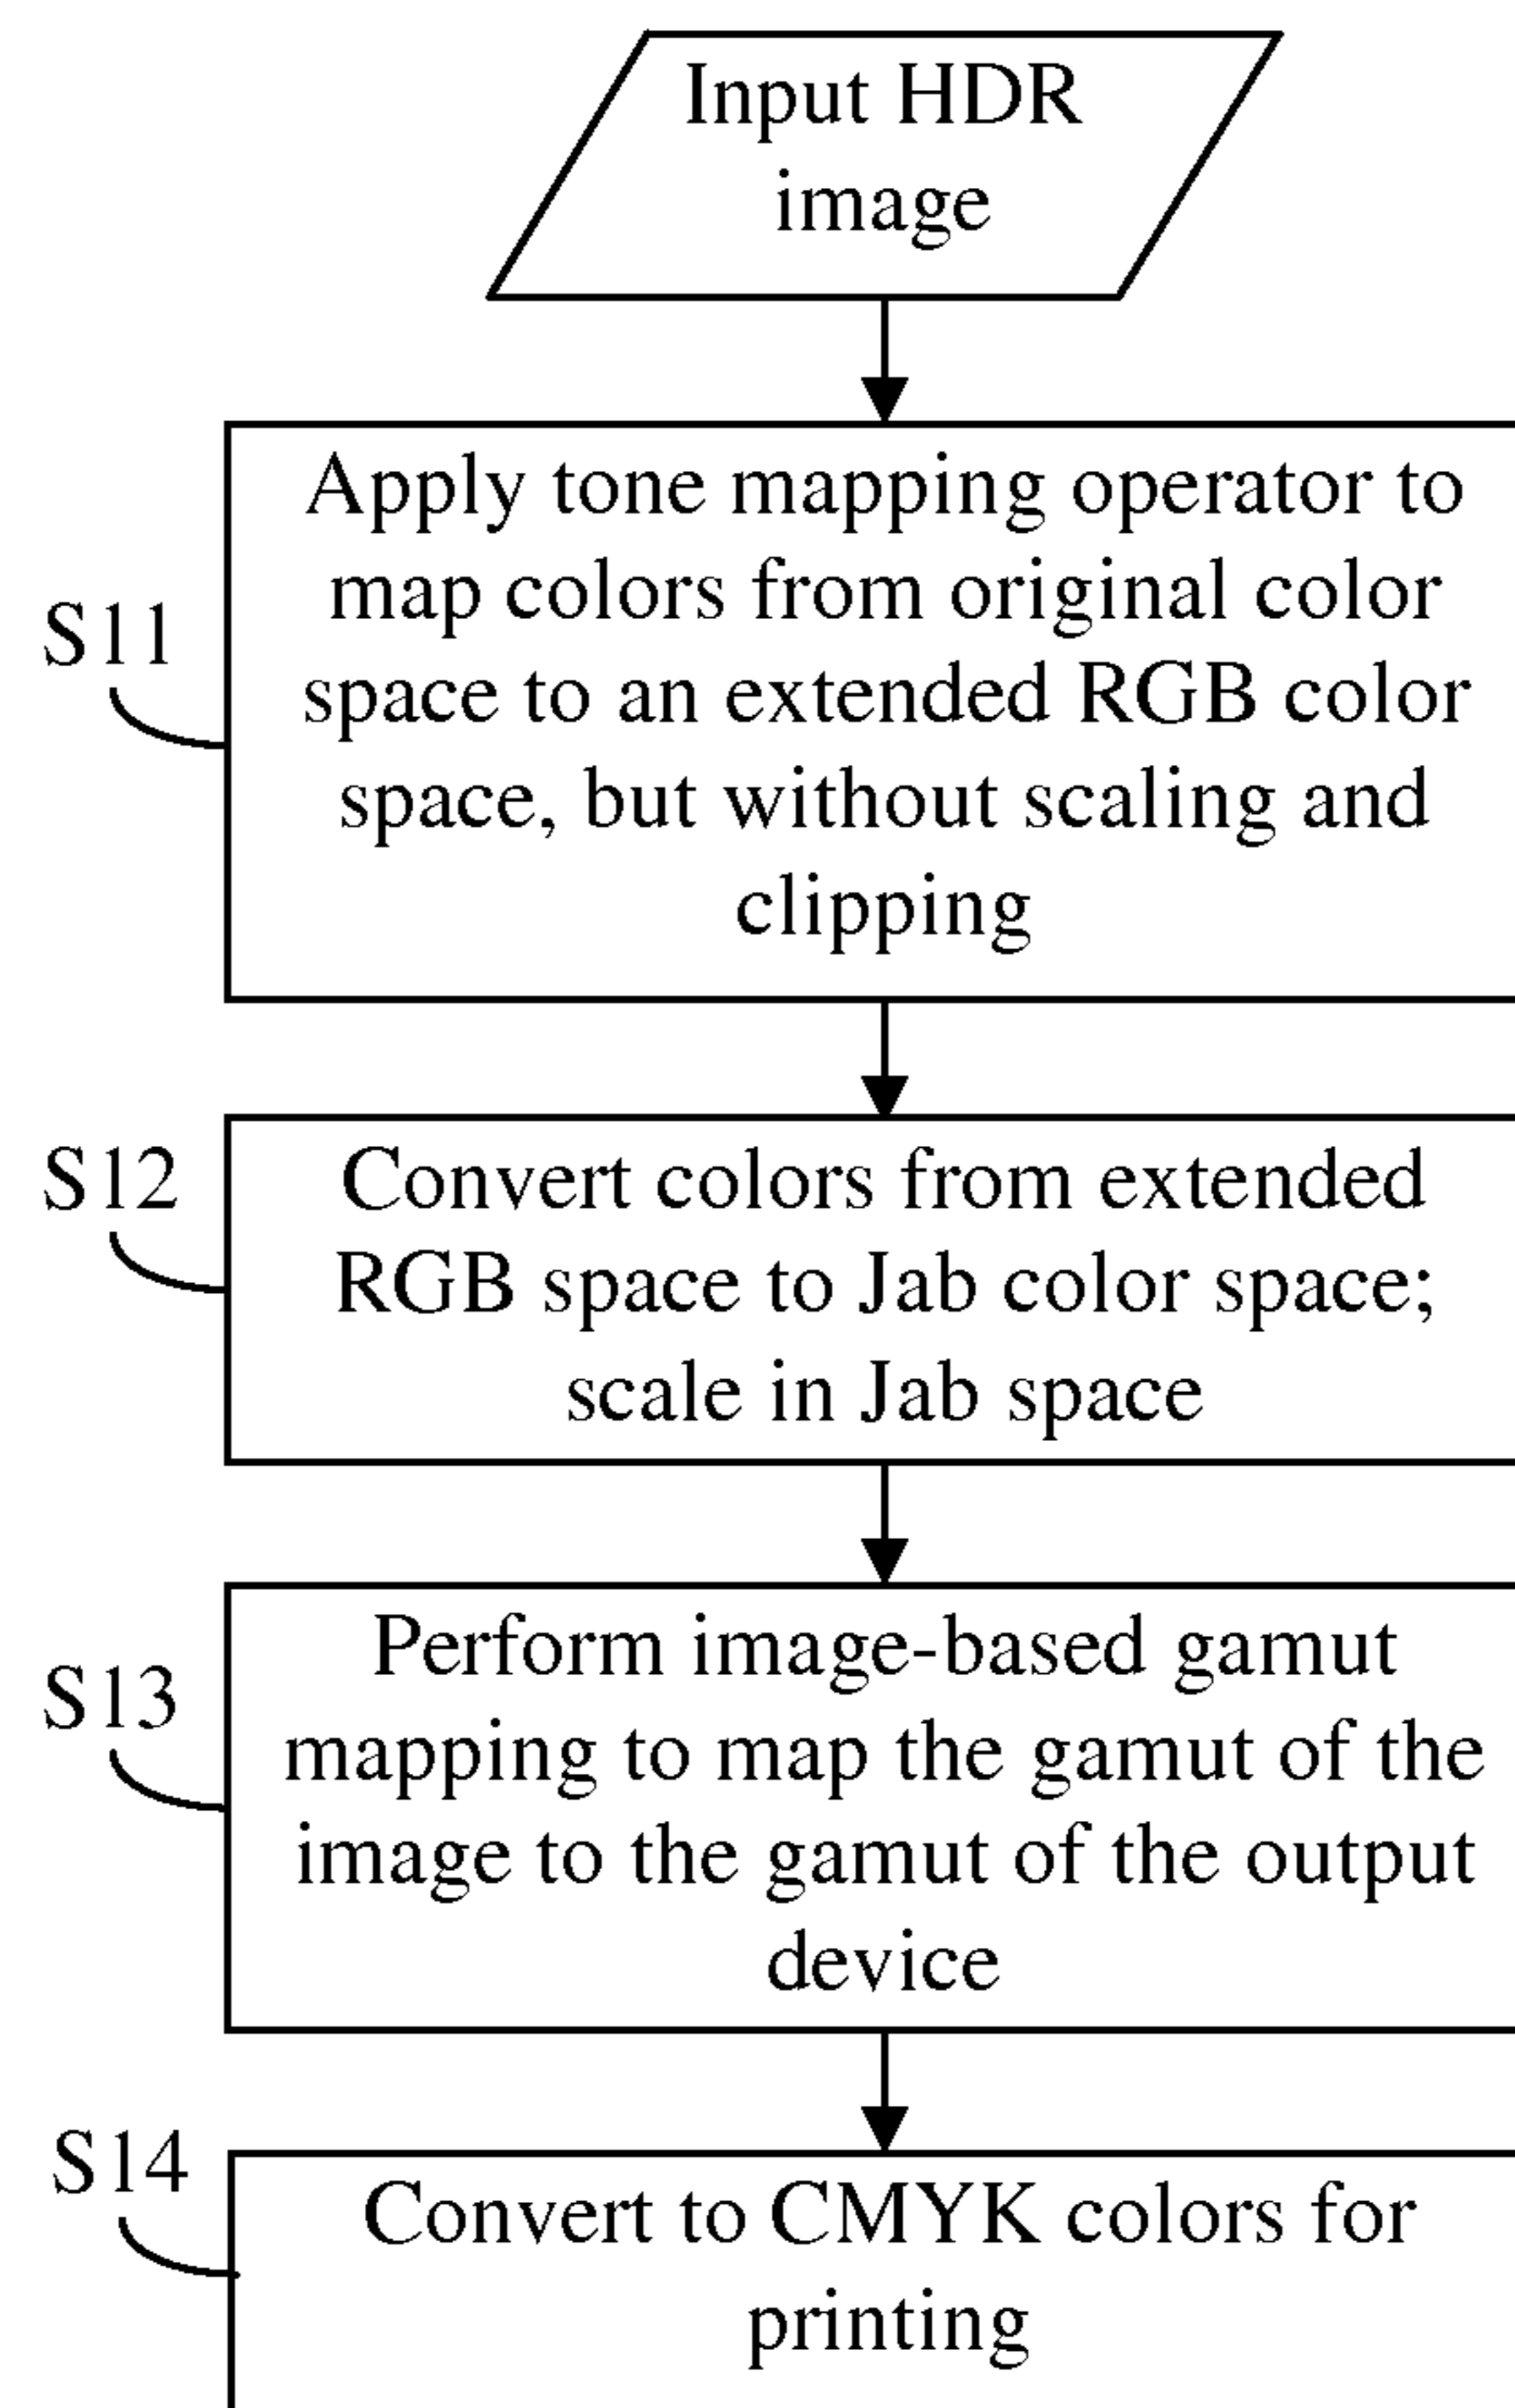 Input HDR
image
Apply tone mapping operator to
map colors from original color
S11
space to an extended RGB color
space, but without scaling and
clipping
S12
Convert colors from extended
RGB space to Jab color space;
scale in Jab space
Perform image-based gamut
S13
mapping to map the gamut of the
image to the gamut of the output
device
S14
Convert to CMYK colors for
printing